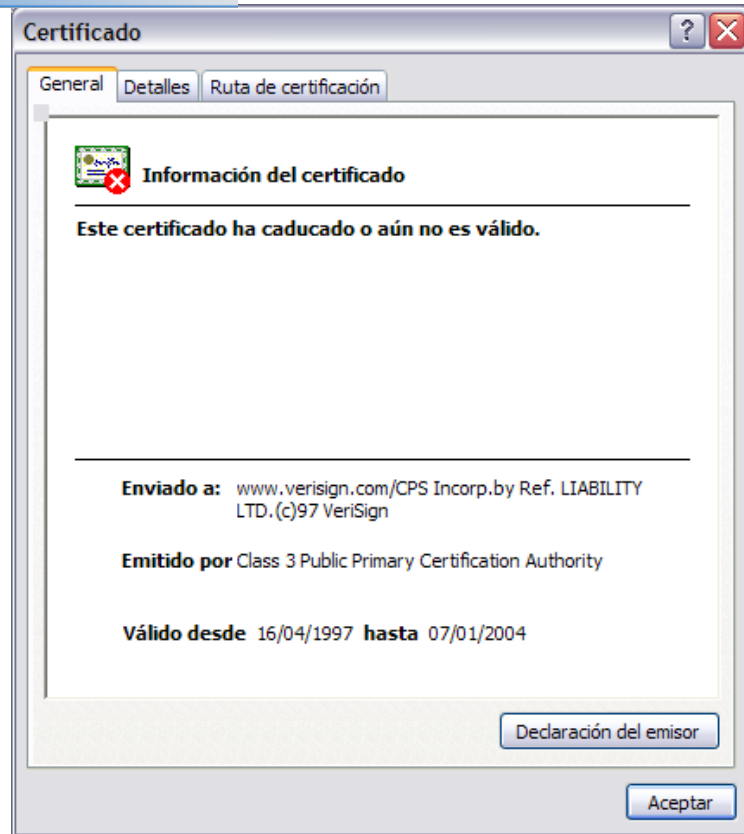 Certificado
General Detalles Ruta de certificación
Información del certificado
Este certificado ha caducado o aún no es válido.
Enviado a: www.verisign.com/CPS Incorp.by Ref. LIABILITY
LTD.(c)97 VeriSign
Emitido por Class 3 Public Primary Certification Authority
Válido desde 16/04/1997 hasta 07/01/2004
Declaración del emisor
Aceptar